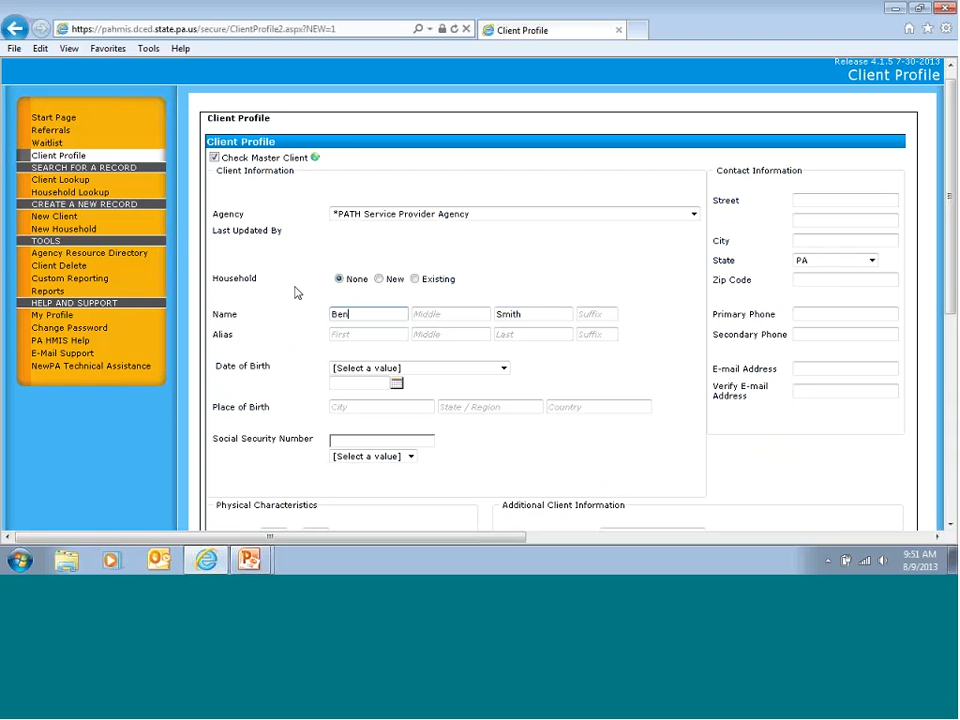 https://pahmis.dced.state.pa.us/secure/ClientProfile2.aspx?NEW=1
Client Profile
File Edit View Favorites Tools Help
Release 4.1.5 7-30-2013
Client Profile
Start Page
Referrals
Waitlist
Client Profile
SEARCH FOR A RECORD
Client Lookup
Household Lookup
CREATE A NEW RECORD
New Client
New Household
TOOLS
Agency Resource Directory
Client Delete
Custom Reporting
Reports
HELP AND SUPPORT
My Profile
Change Password
PA HMIS Help
E-Mail Support
NewPA Technical Assistance
Client Profile
Client Profile
Check Master Client
Client Information
Agency *PATH Service Provider Agency
Last Updated By
Household None New Existing
Name Ben Middle Smith Suffix
Alias First Middle Last Suffix
Date of Birth [Select a value]
Place of Birth City State / Region Country
Social Security Number
[Select a value]
Contact Information
Street
City
State PA
Zip Code
Primary Phone
Secondary Phone
E-mail Address
Verify E-mail
Address
Physical Characteristics
Additional Client Information
9:51 AM
8/9/2013